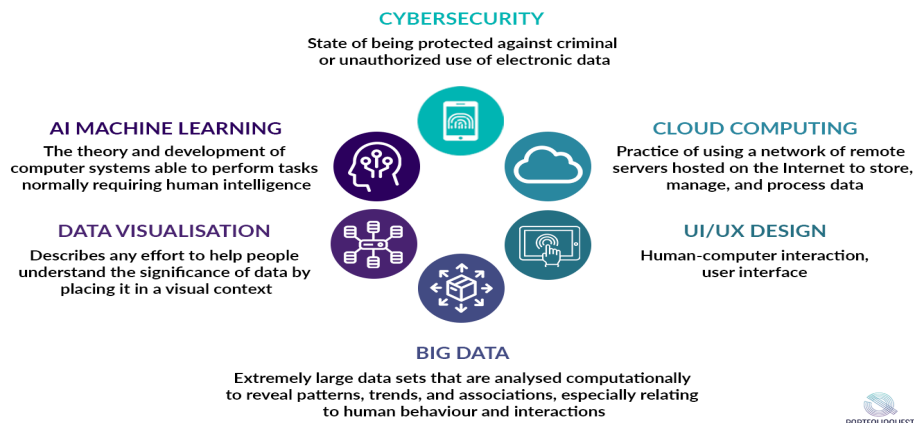 CYBERSECURITY
State of being protected against criminal
or unauthorized use of electronic data
AI MACHINE LEARNING
The theory and development of
computer systems able to perform tasks
normally requiring human intelligence
CLOUD COMPUTING
Practice of using a network of remote
servers hosted on the Internet to store,
manage, and process data
DATA VISUALISATION
Describes any effort to help people
understand the significance of data by
placing it in a visual context
UI/UX DESIGN
Human-computer interaction,
user interface
BIG DATA
Extremely large data sets that are analysed computationally
to reveal patterns, trends, and associations, especially relating
to human behaviour and interactions